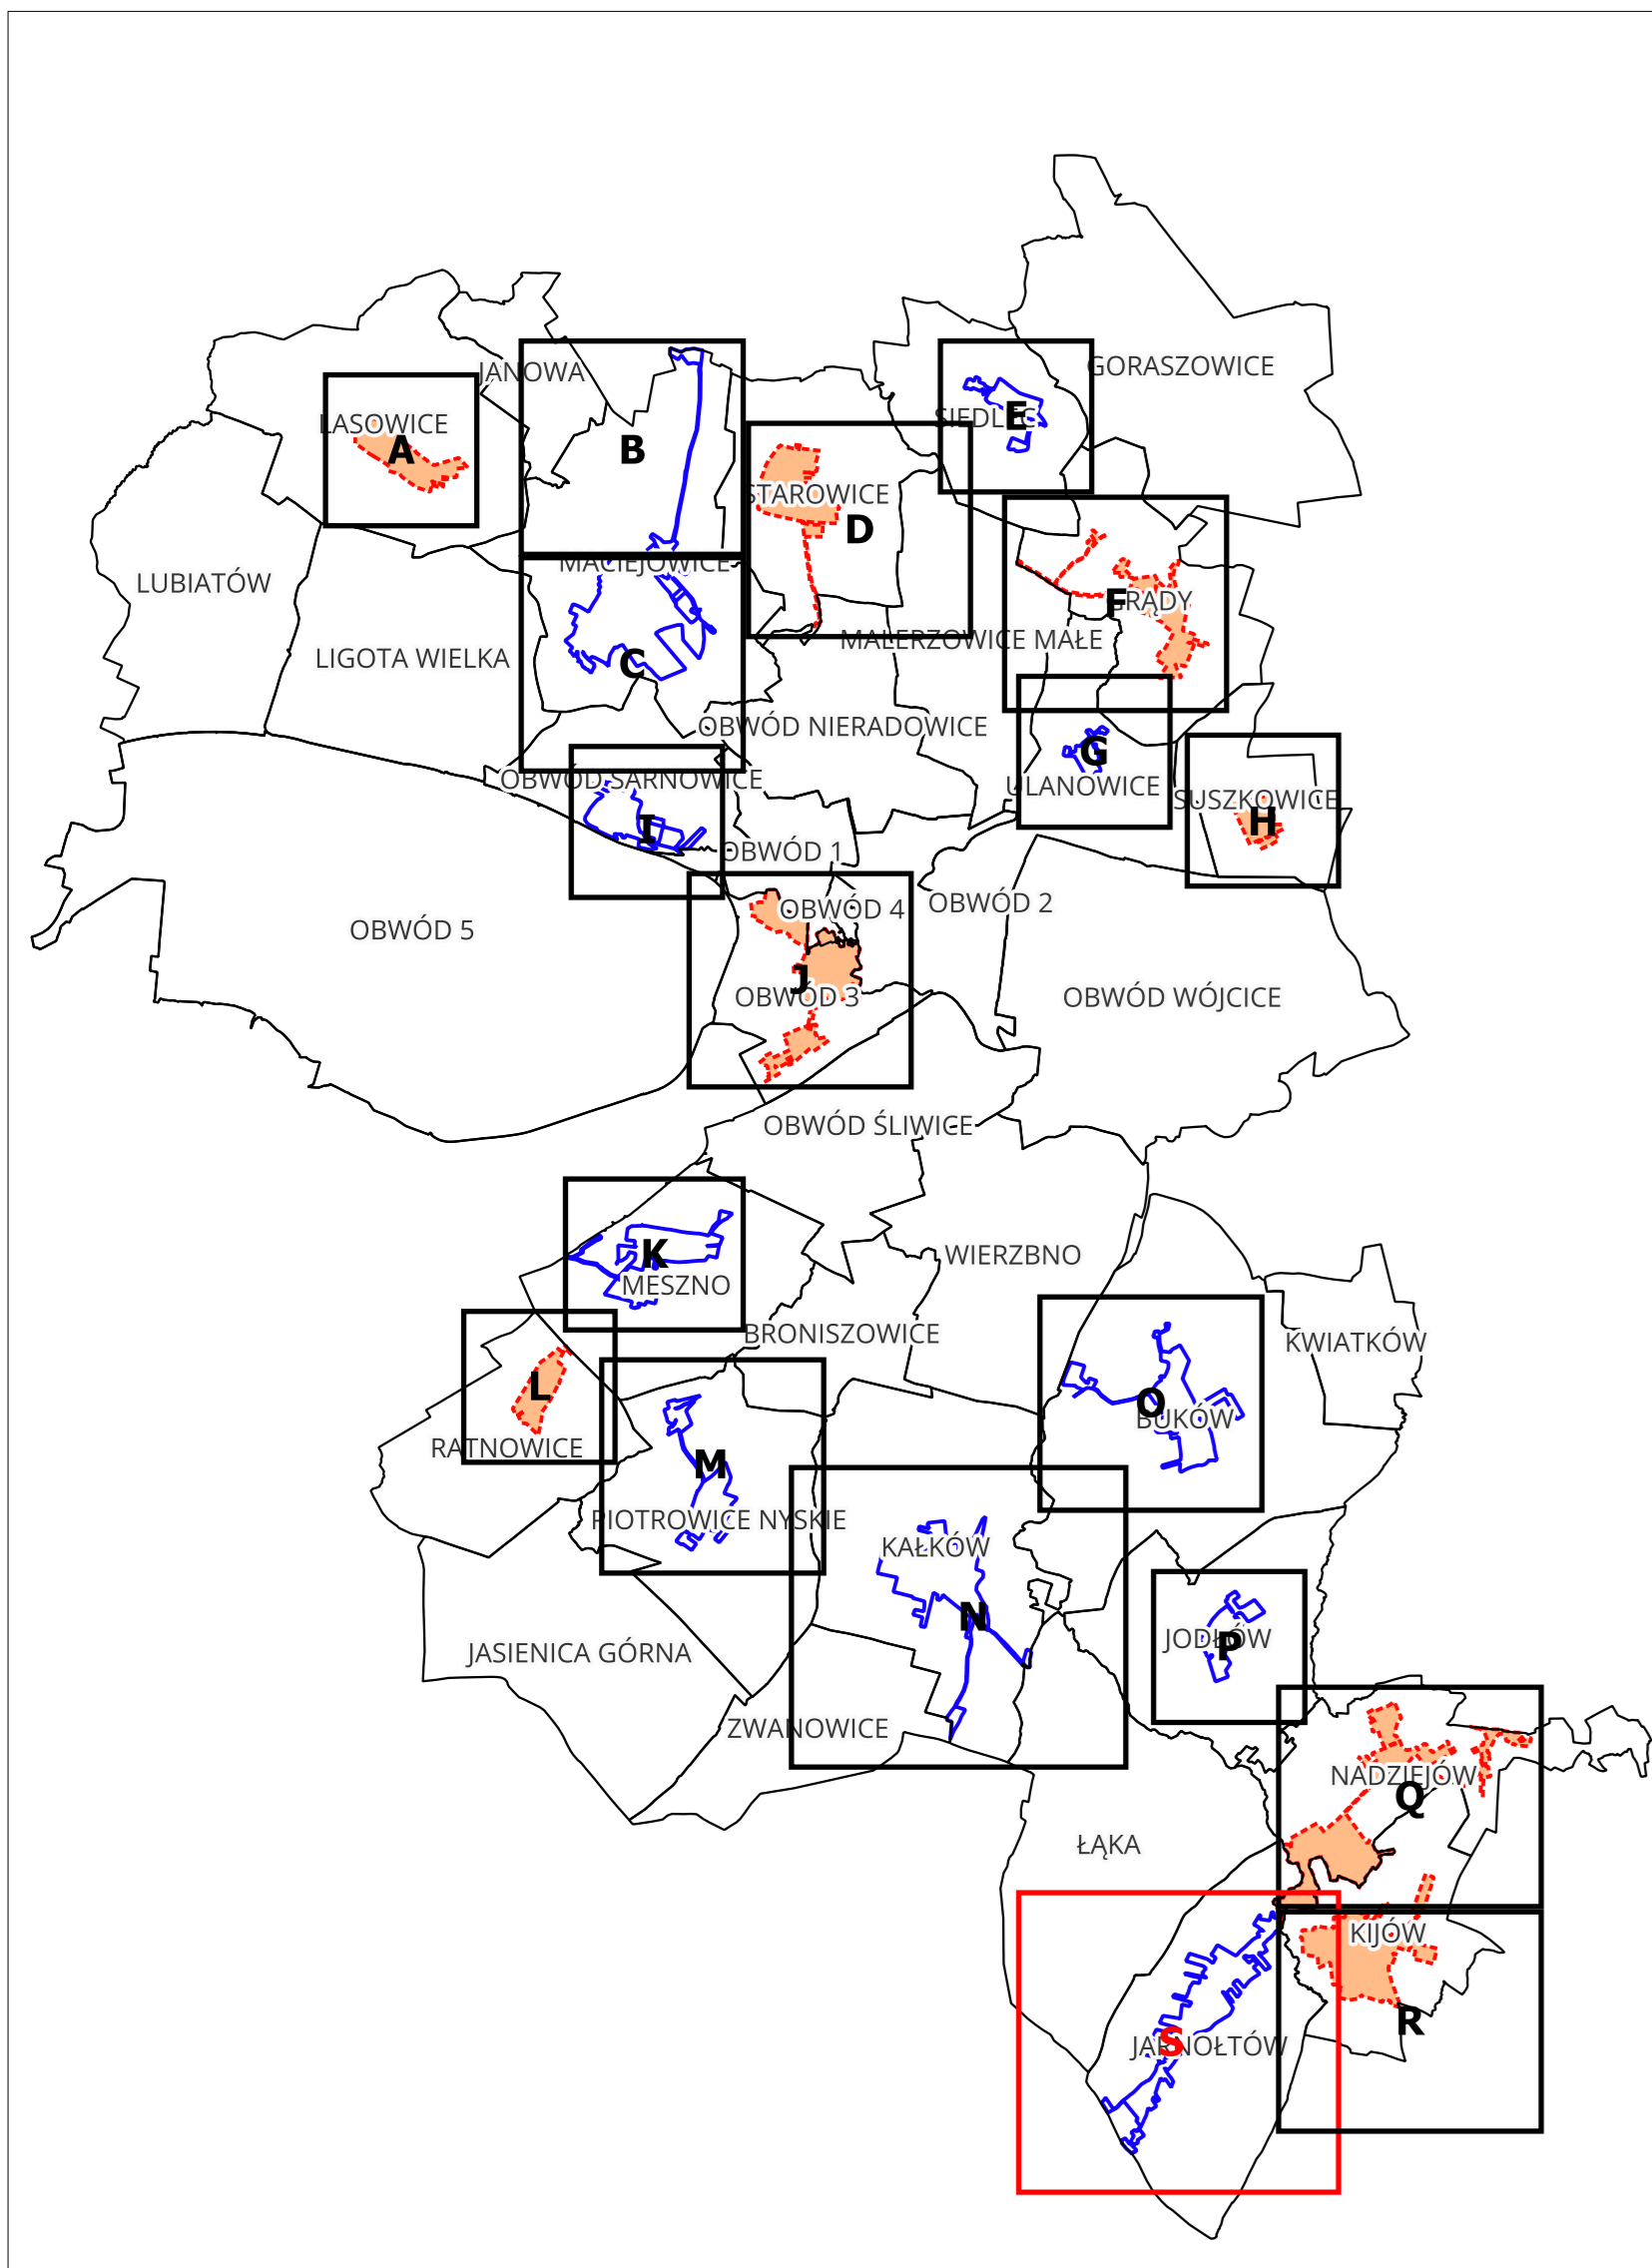 GORASZOWICE
JANOWA
SIEDLEC
E
LASOWICE
A
B
STAROWICE
D
MACIEJOWICE
LUBIATÓW
GRĄDY
F
MALERZOWICE MAŁE
LIGOTA WIELKA
C
OBWÓD NIERADOWICE
G
OBWÓD SARNOWICE
ULANOWICE
SUSZKOWICE
H
I
OBWÓD 1
OBWÓD 2
OBWÓD 4
OBWÓD 5
J
OBWÓD 3
OBWÓD WÓJCICE
OBWÓD ŚLIWICE
K
WIERZBNO
MESZNO
BRONISZOWICE
KWIATKÓW
L
O
BUKÓW
RATNOWICE
M
PIOTROWICE NYSKIE
KAŁKÓW
N
JODŁÓW
P
JASIENICA GÓRNA
ZWANOWICE
NADZIEJÓW
Q
ŁĄKA
KIJÓW
R
S
JARNOŁTÓW